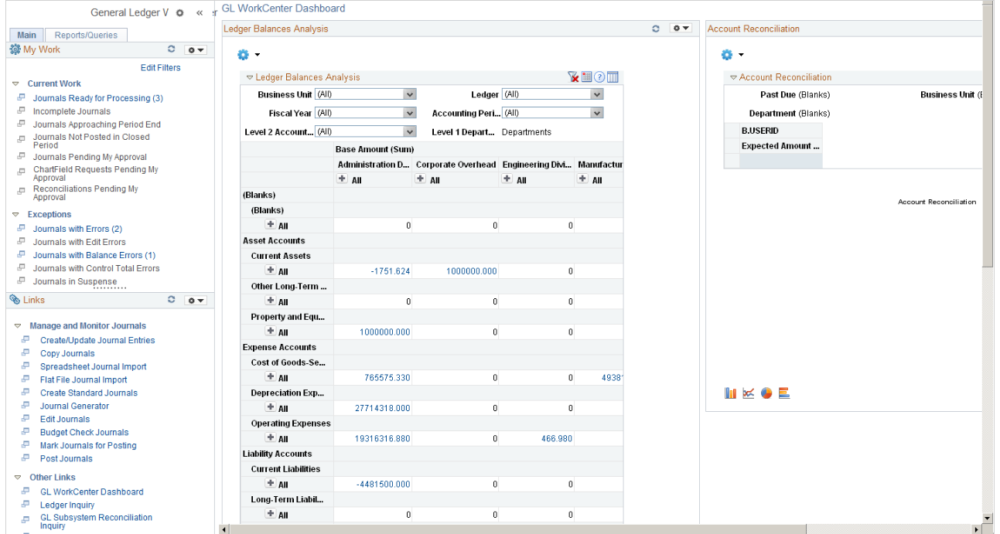 General Ledger V
er
Main
Reports/Queries
My Work
Edit Filters
Current Work
Journals Ready for Processing (3)
Incomplete Journals
Journals Approaching Period End
Journals Not Posted in Closed
Period
Journals Pending My Approval
ChartField Requests Pending My
Approval
Reconciliations Pending My
Approval
Exceptions
Journals with Errors (2)
Journals with Edit Errors
Journals with Balance Errors (1)
Journals with Control Total Errors
Journals in Suspense
Links
Manage and Monitor Journals
Create/Update Journal Entries
Copy Journals
Spreadsheet Journal Import
Flat File Journal Import
Create Standard Journals
Journal Generator
Edit Journals
Budget Check Journals
Mark Journals for Posting
Post Journals
Other Links
GL WorkCenter Dashboard
Ledger Inquiry
GL Subsystem Reconciliation
Inquiry
GL WorkCenter Dashboard
Ledger Balances Analysis
Ledger Balances Analysis
Business Unit (All) Ledger (All)
Fiscal Year (All) Accounting Peri... (All)
Level 2 Account... (All) Level 1 Depart... Departments
Base Amount (Sum)
Administration D... Corporate Overhead Engineering Divi... Manufactur
All All All All
(Blanks)
(Blanks)
All 0 0 0
Asset Accounts
Current Assets
All -1751.624 1000000.000 0
Other Long-Term ...
All 0 0 0
Property and Equ...
All 1000000.000 0 0
Expense Accounts
Cost of Goods-Se...
All 765575.330 0 0 4938
Depreciation Exp...
All 27714318.000 0 0
Operating Expenses
All 19316316.880 0 466.980
Liability Accounts
Current Liabilities
All -4481500.000 0 0
Long-Term Liabil...
All 0 0 0
Account Reconciliation
Account Reconciliation
Past Due (Blanks) Business Unit
Department (Blanks)
B.USERID
Expected Amount ...
Account Reconciliation